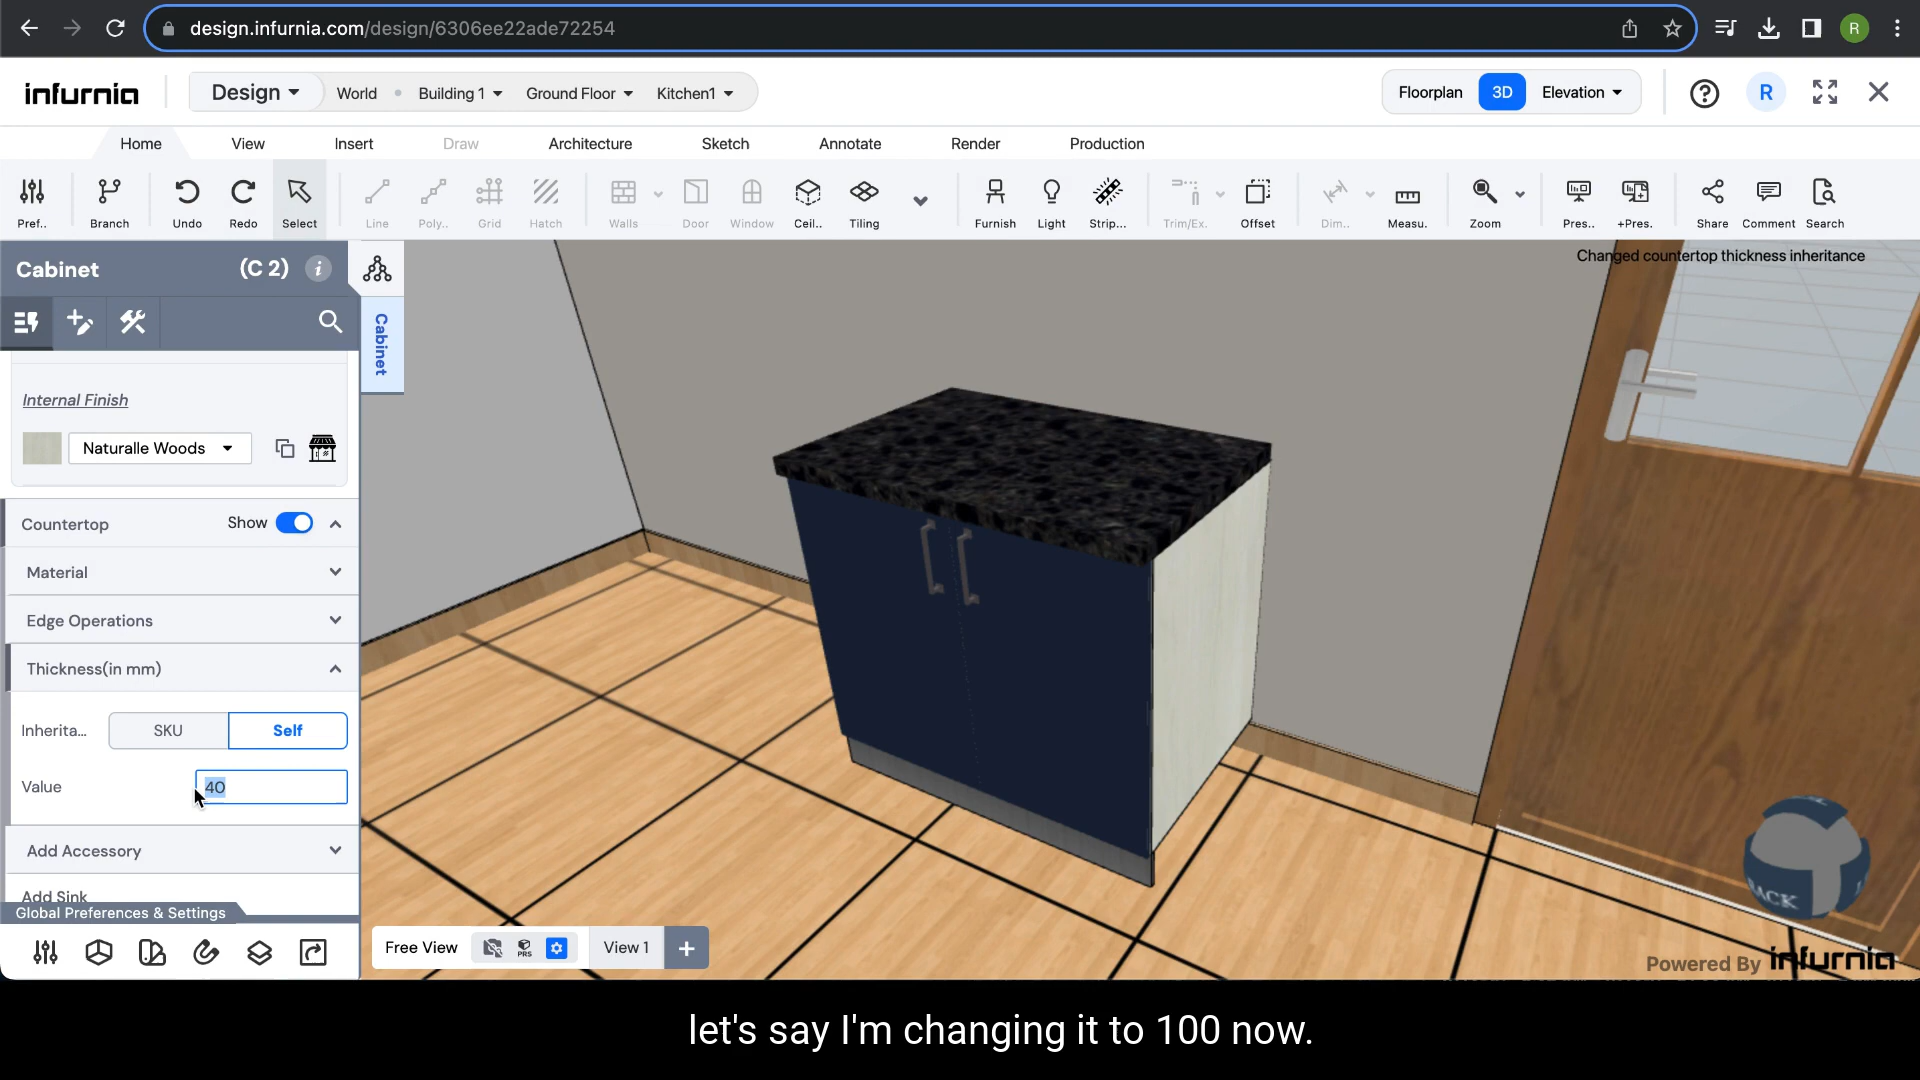 design.infurnia.com/design/6306ee22ade72254
R
infurnia
Design
World
Building 1
Ground Floor
Kitchen1
Floorplan
3D
Elevation
R
Home
View
Insert
Draw
Architecture
Sketch
Annotate
Render
Production
Pref..
Branch
Undo
Redo
Select
Line
Poly..
Grid
Hatch
Walls
Door
Window
Ceil..
Tiling
Furnish
Light
Strip...
Trim/Ex.
Offset
Dim..
Measu.
Zoom
Pres..
+Pres.
Share
Comment
Search
Cabinet
(C 2)
Changed countertop thickness inheritance
Cabinet
Internal Finish
Naturalle Woods
Countertop
Show
Material
Edge Operations
Thickness(in mm)
Inherita...
SKU
Self
Value
40
Add Accessory
Add Sink
Global Preferences & Settings
Free View
PRS
View 1
Powered By infurnia
let's say I'm changing it to 100 now.